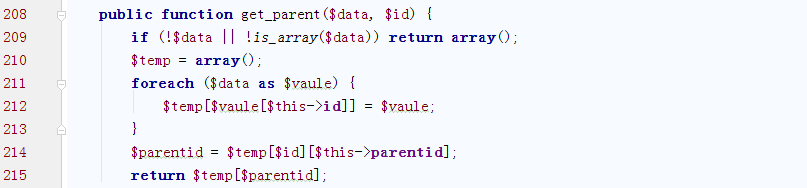 208 public function get_parent($data, $id) {
209 if (!$data || !is_array($data)) return array();
210 $temp = array();
211 foreach ($data as $vaule) {
212 $temp[$vaule[$this->id]] = $vaule;
213 }
214 $parentid = $temp[$id][$this->parentid];
215 return $temp[$parentid];